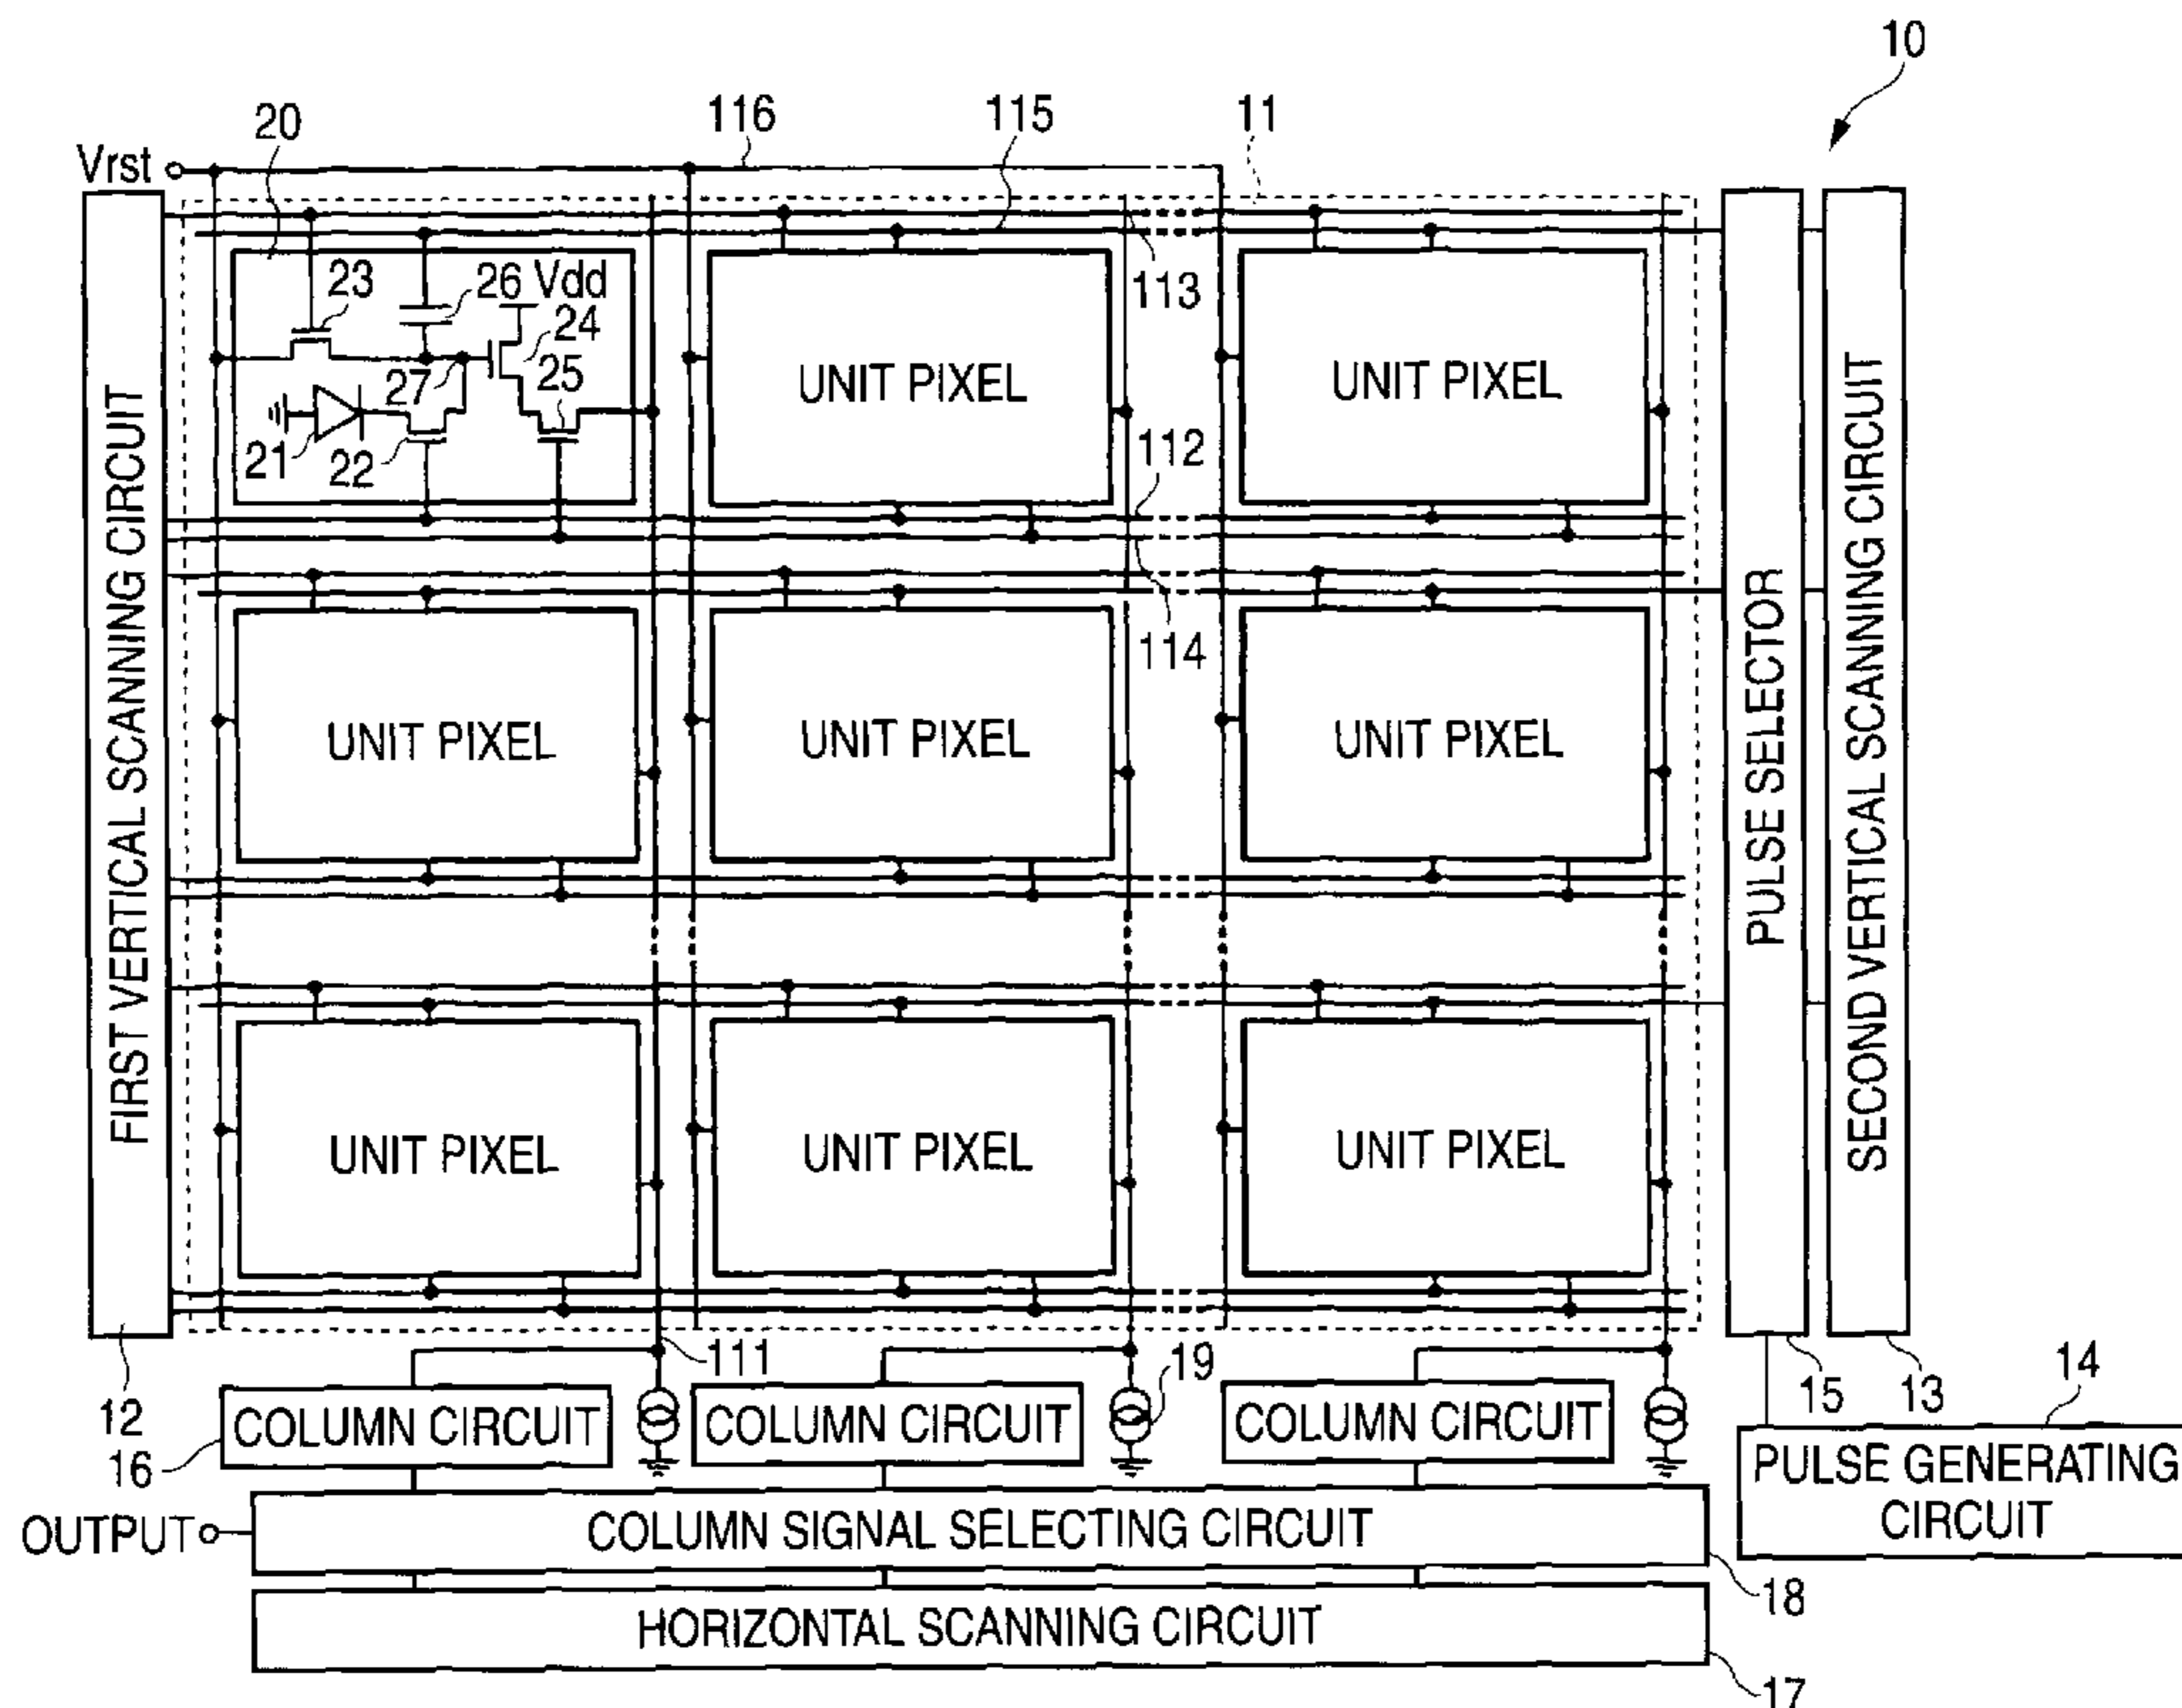 10
20
116
115
11
Vrst
23
26 Vdd
113
24
27
25
21
22
112
114
UNIT PIXEL
UNIT PIXEL
UNIT PIXEL
UNIT PIXEL
UNIT PIXEL
UNIT PIXEL
UNIT PIXEL
UNIT PIXEL
FIRST VERTICAL SCANNING CIRCUIT
PULSE SELECTOR
SECOND VERTICAL SCANNING CIRCUIT
12
111
19
15
13
14
COLUMN CIRCUIT
COLUMN CIRCUIT
COLUMN CIRCUIT
16
PULSE GENERATING
CIRCUIT
OUTPUT
COLUMN SIGNAL SELECTING CIRCUIT
18
HORIZONTAL SCANNING CIRCUIT
17